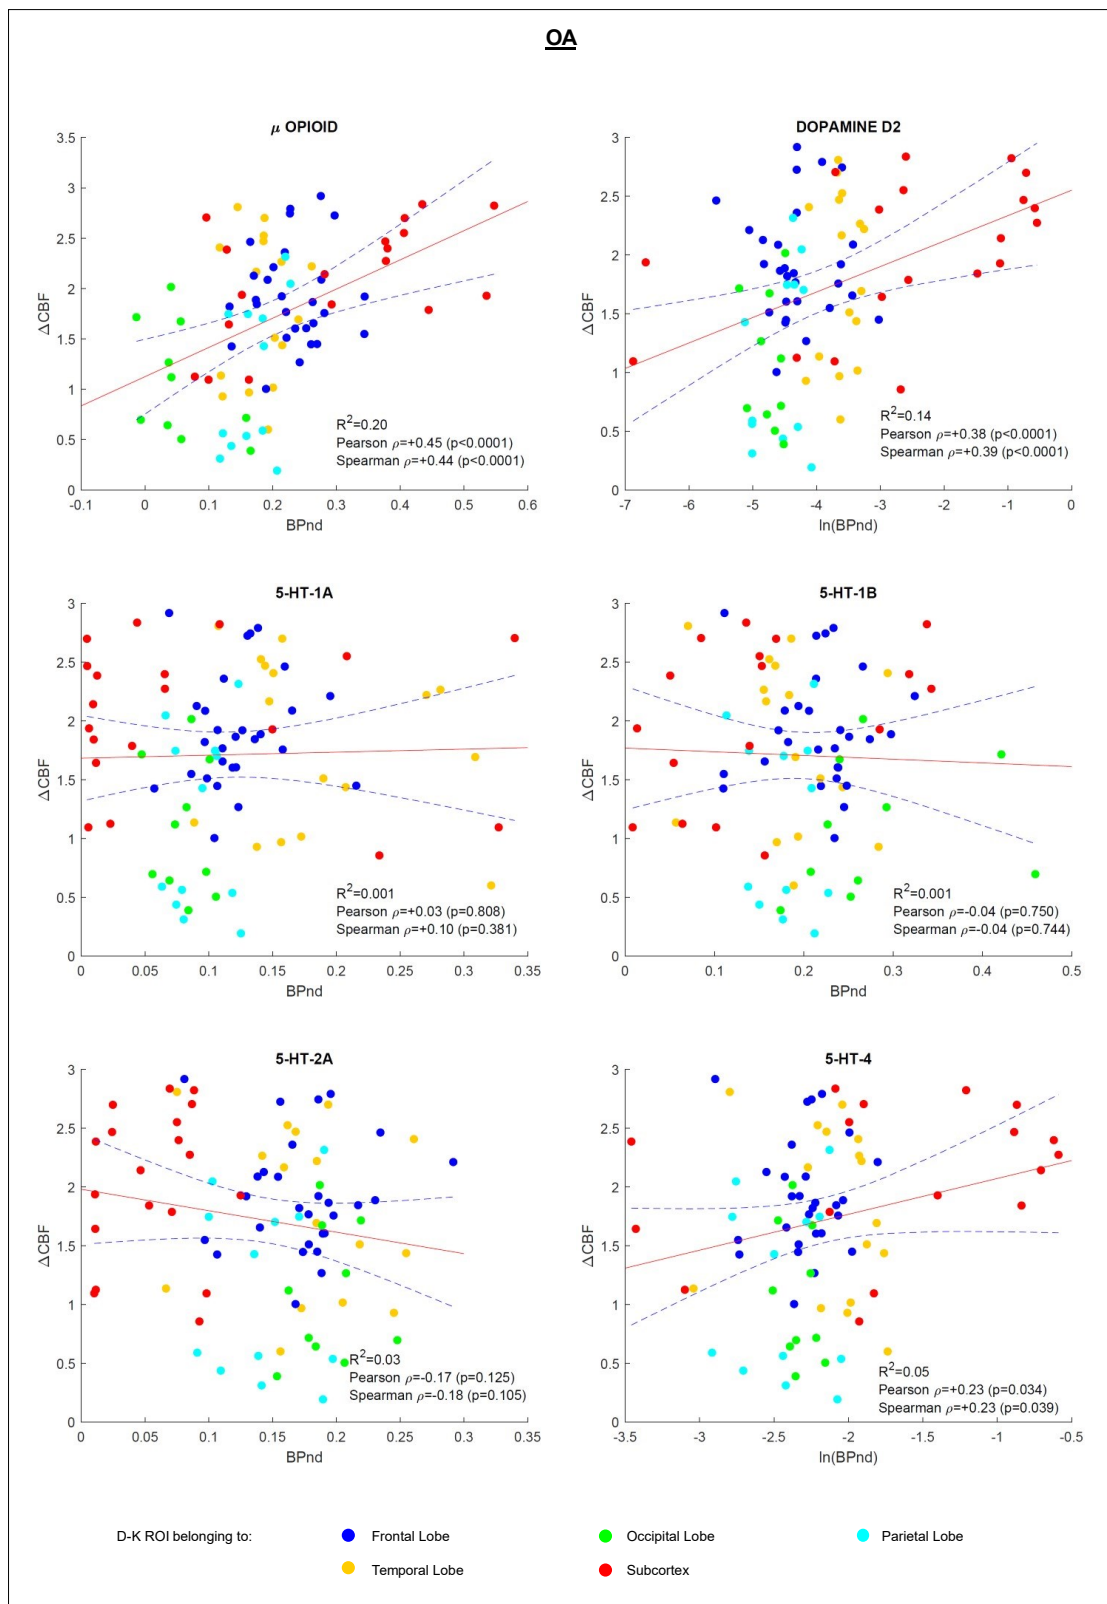 OA
μ OPIOID
3.5
3
2.5
2
1.5
1
0.5
0
ΔCBF
R²=0.20
Pearson ρ=+0.45 (p<0.0001)
Spearman ρ=+0.44 (p<0.0001)
-0.1 0 0.1 0.2 0.3 0.4 0.5 0.6
BPnd
DOPAMINE D2
3
2.5
2
1.5
1
0.5
0
ΔCBF
R²=0.14
Pearson ρ=+0.38 (p<0.0001)
Spearman ρ=+0.39 (p<0.0001)
-7 -6 -5 -4 -3 -2 -1 0
ln(BPnd)
5-HT-1A
3
2.5
2
1.5
1
0.5
0
ΔCBF
R²=0.001
Pearson ρ=+0.03 (p=0.808)
Spearman ρ=+0.10 (p=0.381)
0 0.05 0.1 0.15 0.2 0.25 0.3 0.35
BPnd
5-HT-1B
3
2.5
2
1.5
1
0.5
0
ΔCBF
R²=0.001
Pearson ρ=-0.04 (p=0.750)
Spearman ρ=-0.04 (p=0.744)
0 0.1 0.2 0.3 0.4 0.5
BPnd
5-HT-2A
3
2.5
2
1.5
1
0.5
0
ΔCBF
R²=0.03
Pearson ρ=-0.17 (p=0.125)
Spearman ρ=-0.18 (p=0.105)
0 0.05 0.1 0.15 0.2 0.25 0.3 0.35
BPnd
5-HT-4
3
2.5
2
1.5
1
0.5
0
ΔCBF
R²=0.05
Pearson ρ=+0.23 (p=0.034)
Spearman ρ=+0.23 (p=0.039)
-3.5 -3 -2.5 -2 -1.5 -1 -0.5
ln(BPnd)
D-K ROI belonging to: Frontal Lobe Occipital Lobe Parietal Lobe
Temporal Lobe Subcortex